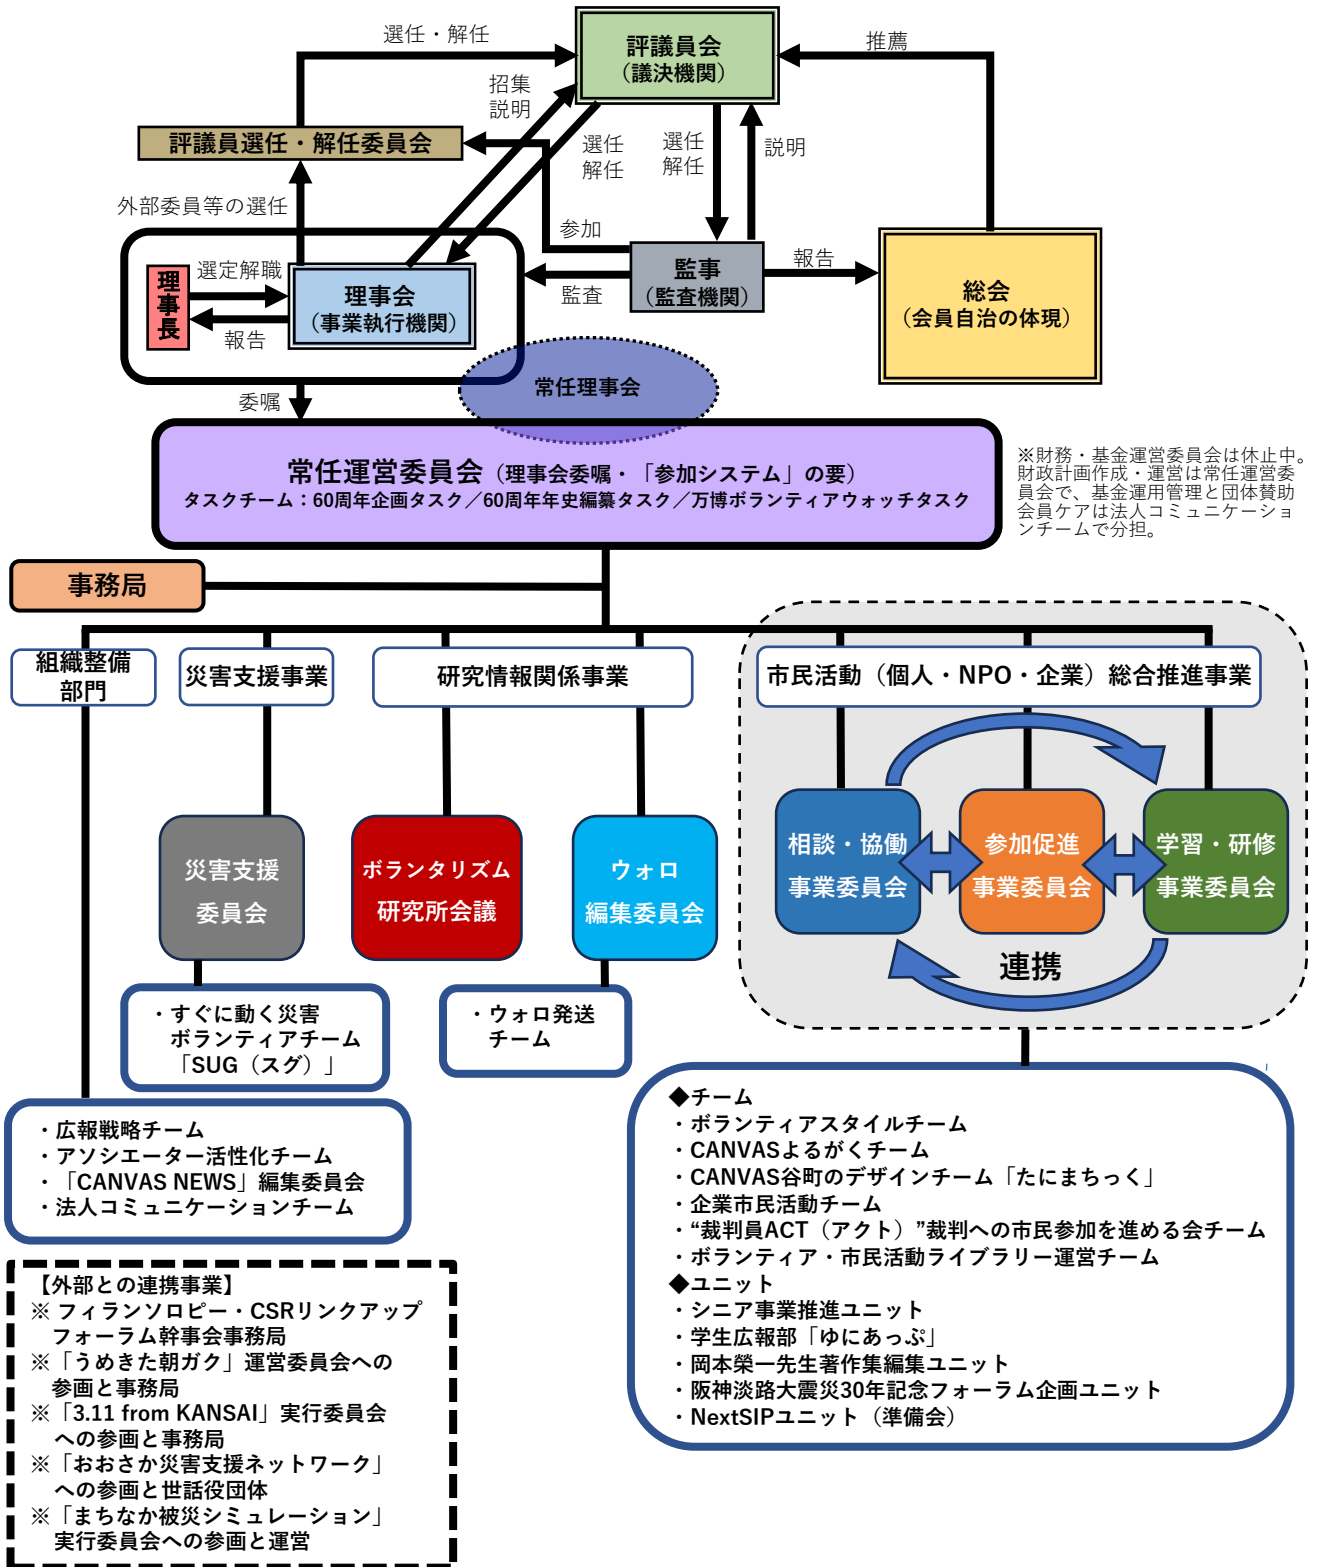 選任・解任
評議員会
（議決機関）
推薦
招集
説明
評議員選任・解任委員会
選任
解任
選任
解任
説明
外部委員等の選任
参加
理事長
選定解職
報告
理事会
（事業執行機関）
監査
監事
（監査機関）
報告
総会
（会員自治の体現）
常任理事会
委嘱
常任運営委員会（理事会委嘱・「参加システム」の要）
タスクチーム：60周年企画タスク／60周年年史編纂タスク／万博ボランティアウォッチタスク
※財務・基金運営委員会は休止中。
財政計画作成・運営は常任運営委
員会で、基金運用管理と団体賛助
会員ケアは法人コミュニケーショ
ンチームで分担。
事務局
組織整備
部門
災害支援事業
研究情報関係事業
市民活動（個人・NPO・企業）総合推進事業
災害支援
委員会
ボランタリズム
研究所会議
ウォロ
編集委員会
相談・協働
事業委員会
参加促進
事業委員会
学習・研修
事業委員会
連携
・すぐに動く災害
ボランティアチーム
「SUG（スグ）」
・ウォロ発送
チーム
・広報戦略チーム
・アソシエーター活性化チーム
・「CANVAS NEWS」編集委員会
・法人コミュニケーションチーム
◆チーム
・ボランティアスタイルチーム
・CANVASよるがくチーム
・CANVAS谷町のデザインチーム「たにまちっく」
・企業市民活動チーム
・“裁判員ACT（アクト）”裁判への市民参加を進める会チーム
・ボランティア・市民活動ライブラリー運営チーム
◆ユニット
・シニア事業推進ユニット
・学生広報部「ゆにあっぷ」
・岡本榮一先生著作集編集ユニット
・阪神淡路大震災30年記念フォーラム企画ユニット
・NextSIPユニット（準備会）
【外部との連携事業】
※ フィランソロピー・CSRリンクアップ
フォーラム幹事会事務局
※「うめきた朝ガク」運営委員会への
参画と事務局
※「3.11 from KANSAI」実行委員会
への参画と事務局
※「おおさか災害支援ネットワーク」
への参画と世話役団体
※「まちなか被災シミュレーション」
実行委員会への参画と運営